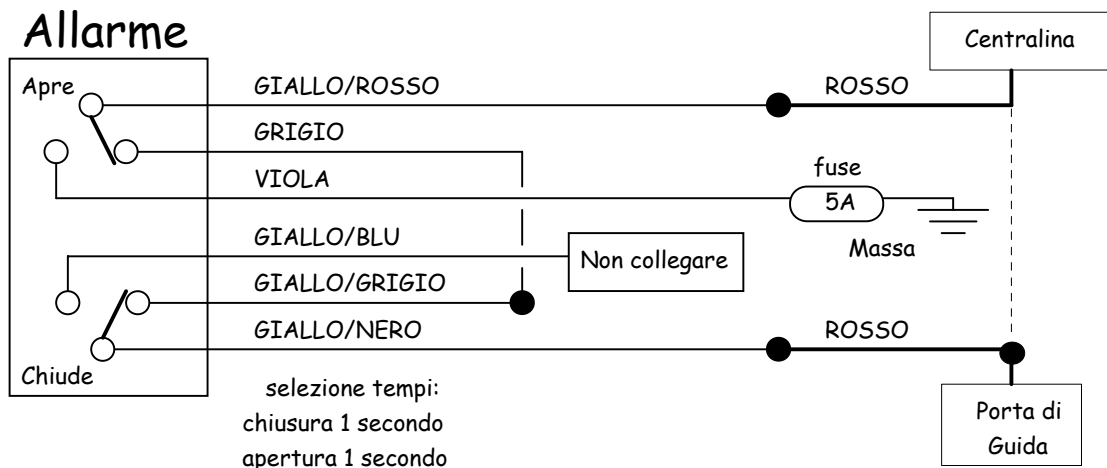 Allarme
Centralina
Apre
GIALLO/ROSSO
ROSSO
GRIGIO
fuse
VIOLA
5A
GIALLO/BLU
Massa
Non collegare
GIALLO/GRIGIO
GIALLO/NERO
ROSSO
Chiude
selezione tempi:
chiusura 1 secondo
apertura 1 secondo
Porta di
Guida